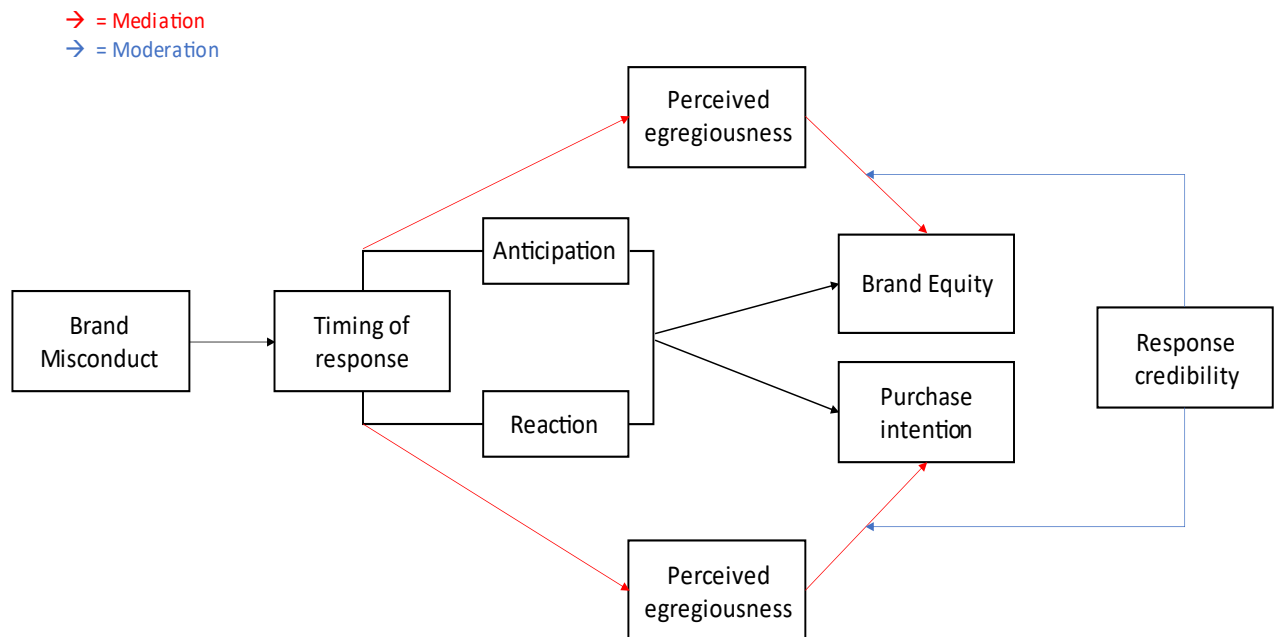 → = Mediation
→ = Moderation
Perceived
egregiousness
Anticipation
Brand Equity
Brand
Misconduct
Timing of
response
Response
credibility
Purchase
intention
Reaction
Perceived
egregiousness